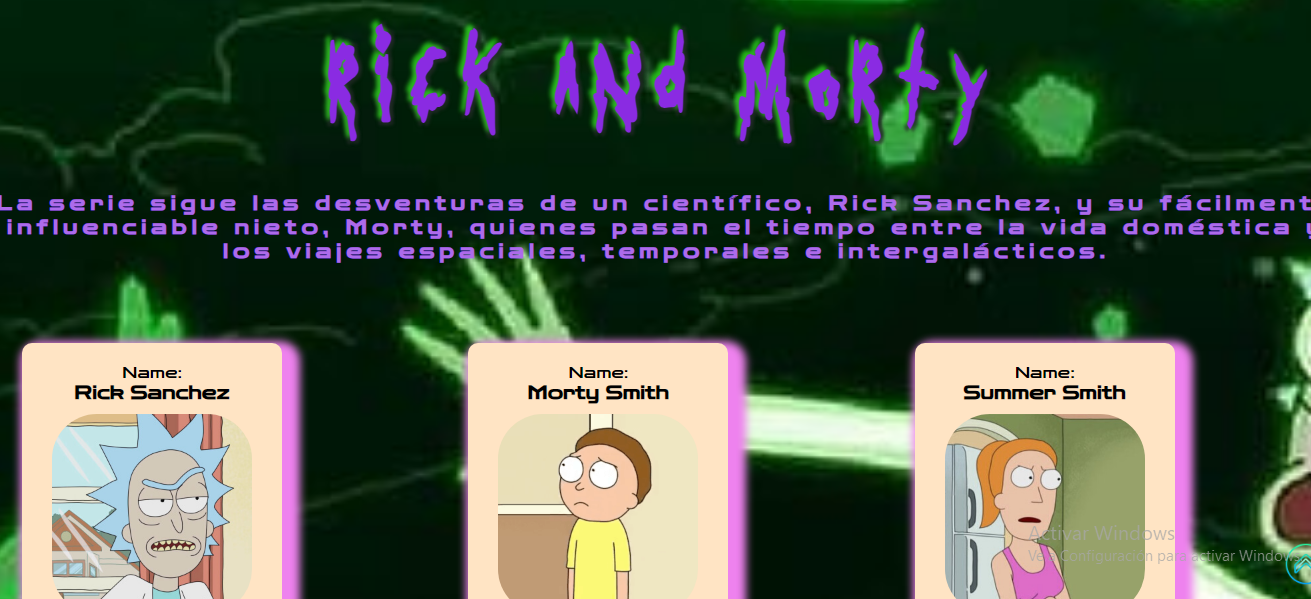 Rick and Morty
La serie sigue las desventuras de un científico, Rick Sanchez, y su fácilment
influenciable nieto, Morty, quienes pasan el tiempo entre la vida doméstica y
los viajes espaciales, temporales e intergalácticos.
Name:
Rick Sanchez
Name:
Morty Smith
Name:
Summer Smith
Activar Windows
Ve a Configuración para activar Windows